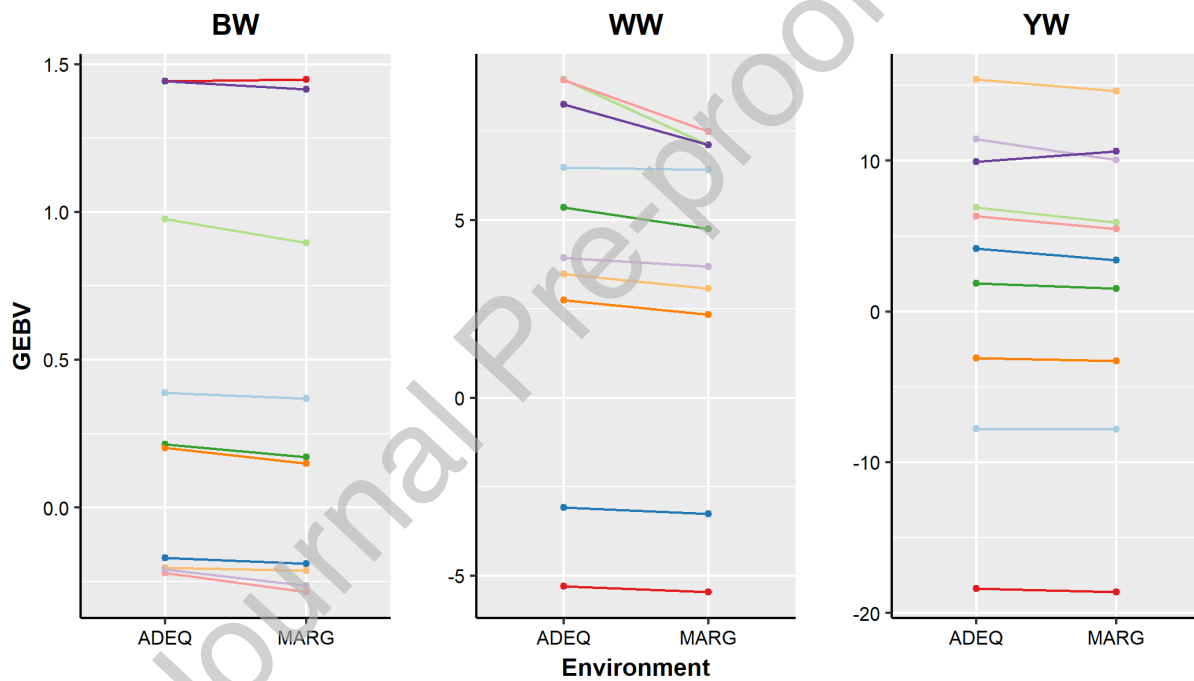 BW
WW
YW
GEBV
1.5
1.0
0.5
0.0
ADEQ
MARG
5
0
-5
ADEQ
MARG
10
0
-10
-20
ADEQ
MARG
Environment
Journal Pre-proof